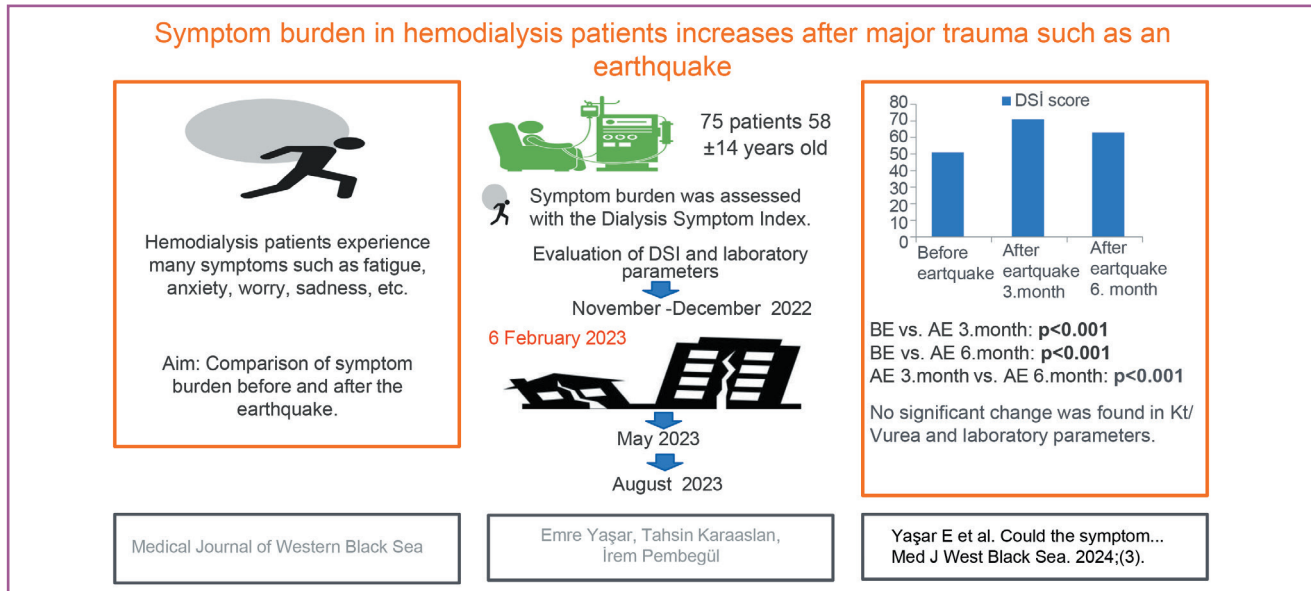 Symptom burden in hemodialysis patients increases after major trauma such as an
earthquake
Hemodialysis patients experience
many symptoms such as fatigue,
anxiety, worry, sadness, etc.
Aim: Comparison of symptom
burden before and after the
earthquake.
75 patients 58
±14 years old
Symptom burden was assessed
with the Dialysis Symptom Index.
Evaluation of DSI and laboratory
parameters
November -December 2022
6 February 2023
May 2023
August 2023
DSİ score
80
70
60
50
40
30
20
10
0
Before
eartquake
After
eartquake
3.month
After
eartquake
6. month
BE vs. AE 3.month: p<0.001
BE vs. AE 6.month: p<0.001
AE 3.month vs. AE 6.month: p<0.001
No significant change was found in Kt/
Vurea and laboratory parameters.
Medical Journal of Western Black Sea
Emre Yaşar, Tahsin Karaaslan,
İrem Pembegül
Yaşar E et al. Could the symptom...
Med J West Black Sea. 2024;(3).